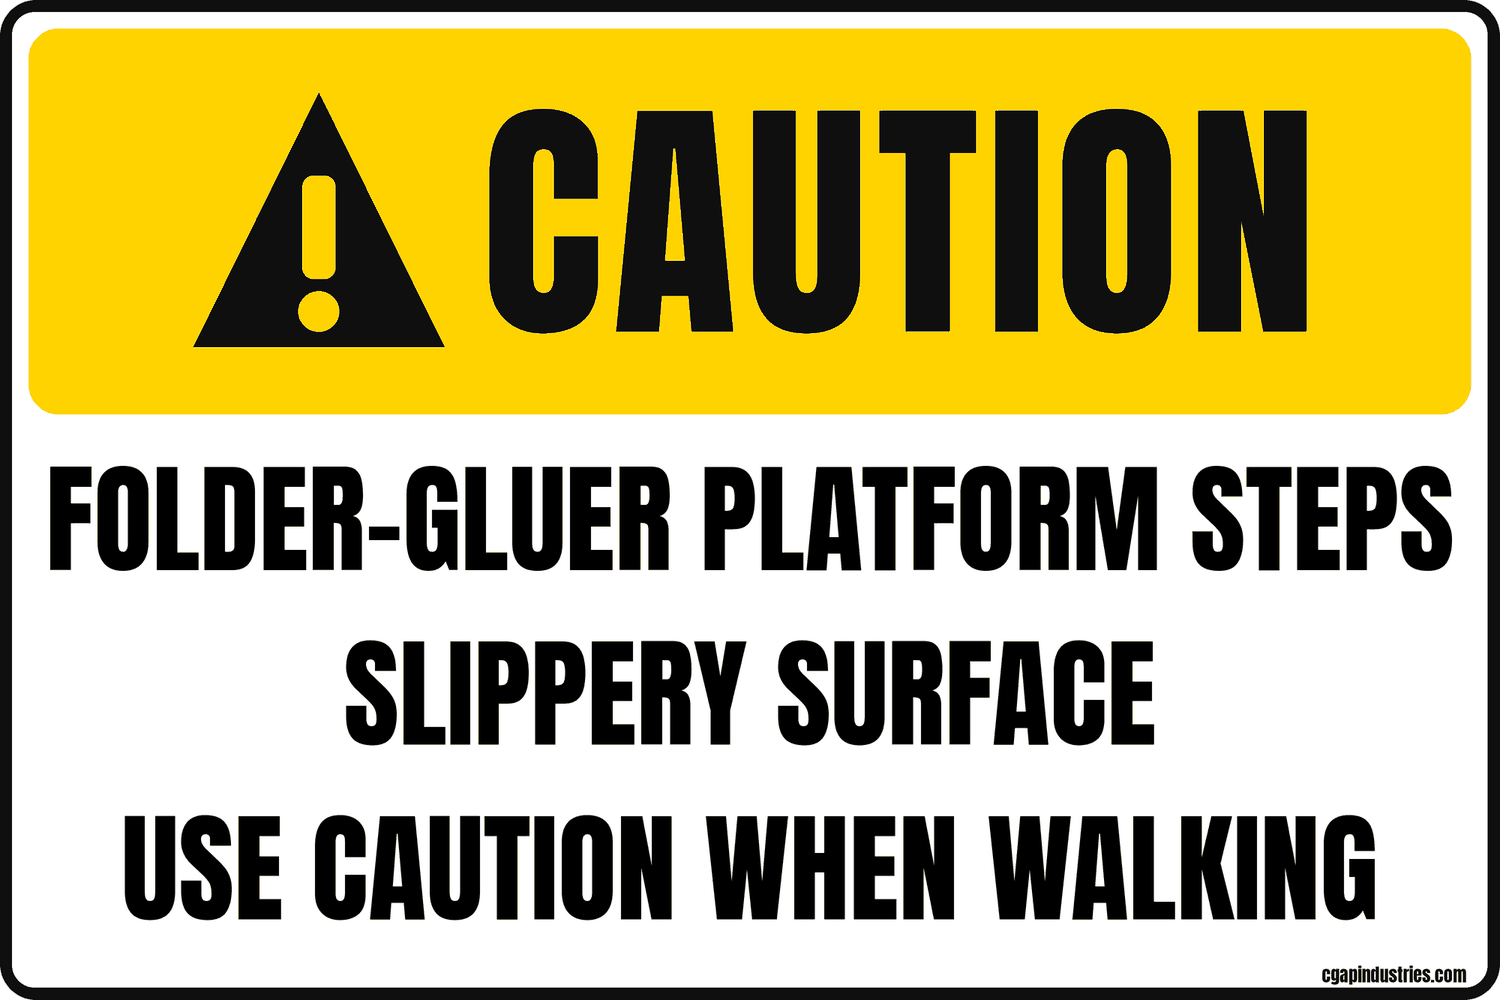 CAUTION
FOLDER-GLUER PLATFORM STEPS
SLIPPERY SURFACE
USE CAUTION WHEN WALKING
cgapindustries.com